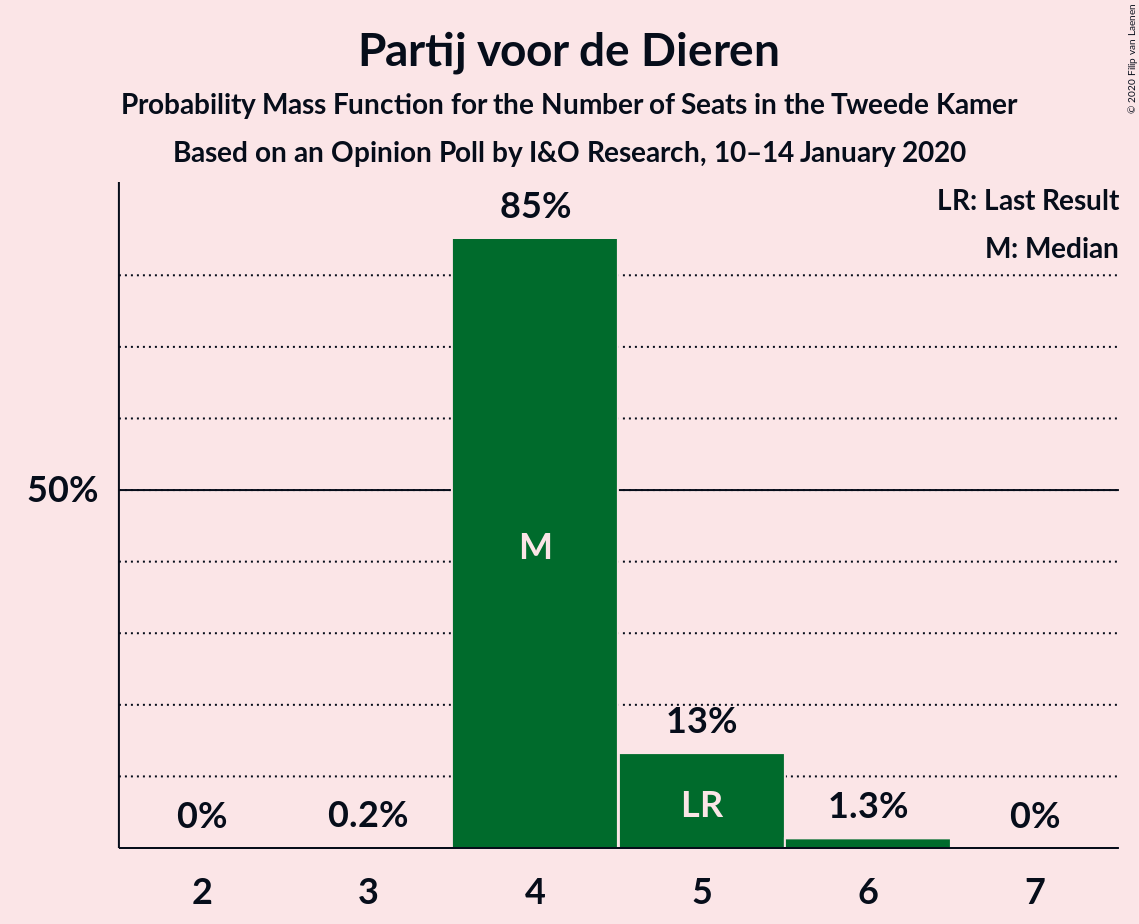 Partij voor de Dieren
Probability Mass Function for the Number of Seats in the Tweede Kamer
Based on an Opinion Poll by I&O Research, 10–14 January 2020
© 2020 Filip van Laenen
LR: Last Result
M: Median
85%
50%
M
13%
LR
0%
0.2%
1.3%
0%
2 3 4 5 6 7